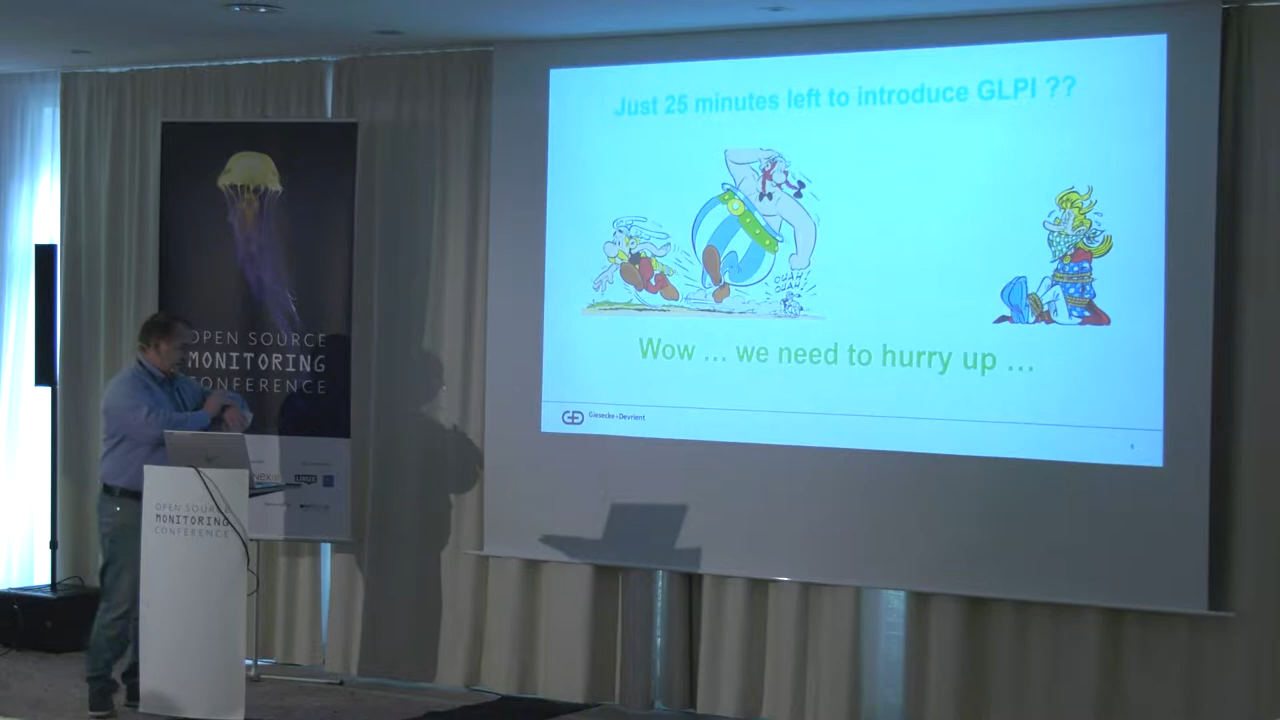 Just 25 minutes left to introduce GLPI ??
OUAH!
OUAH!
Wow ... we need to hurry up ...
Giesecke+Devrient
6
OPEN SOURCE
MONITORING
CONFERENCE
OPEN SOURCE
MONITORING
CONFERENCE